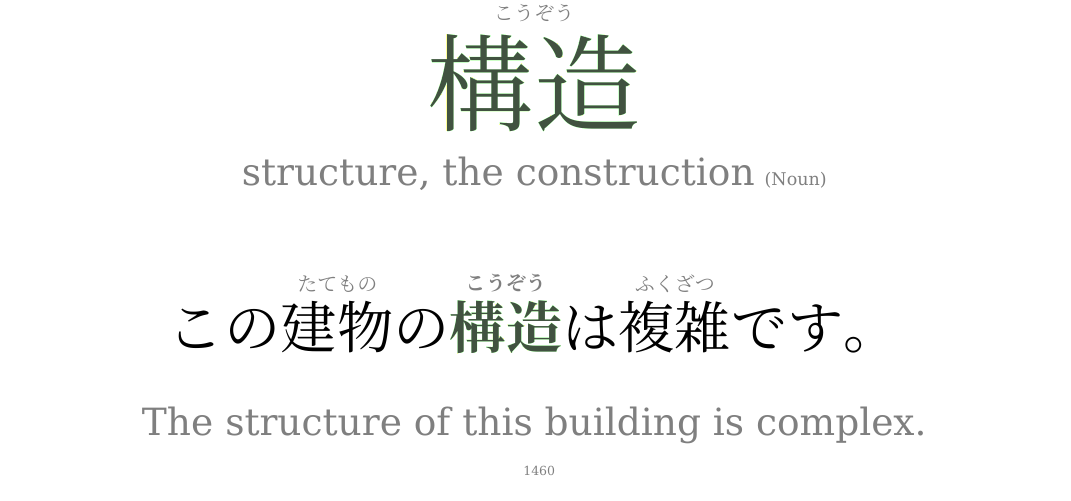 こうぞう
構造
structure, the construction (Noun)
たてもの こうぞう ふくざつ
この建物の構造は複雑です。
The structure of this building is complex.
1460